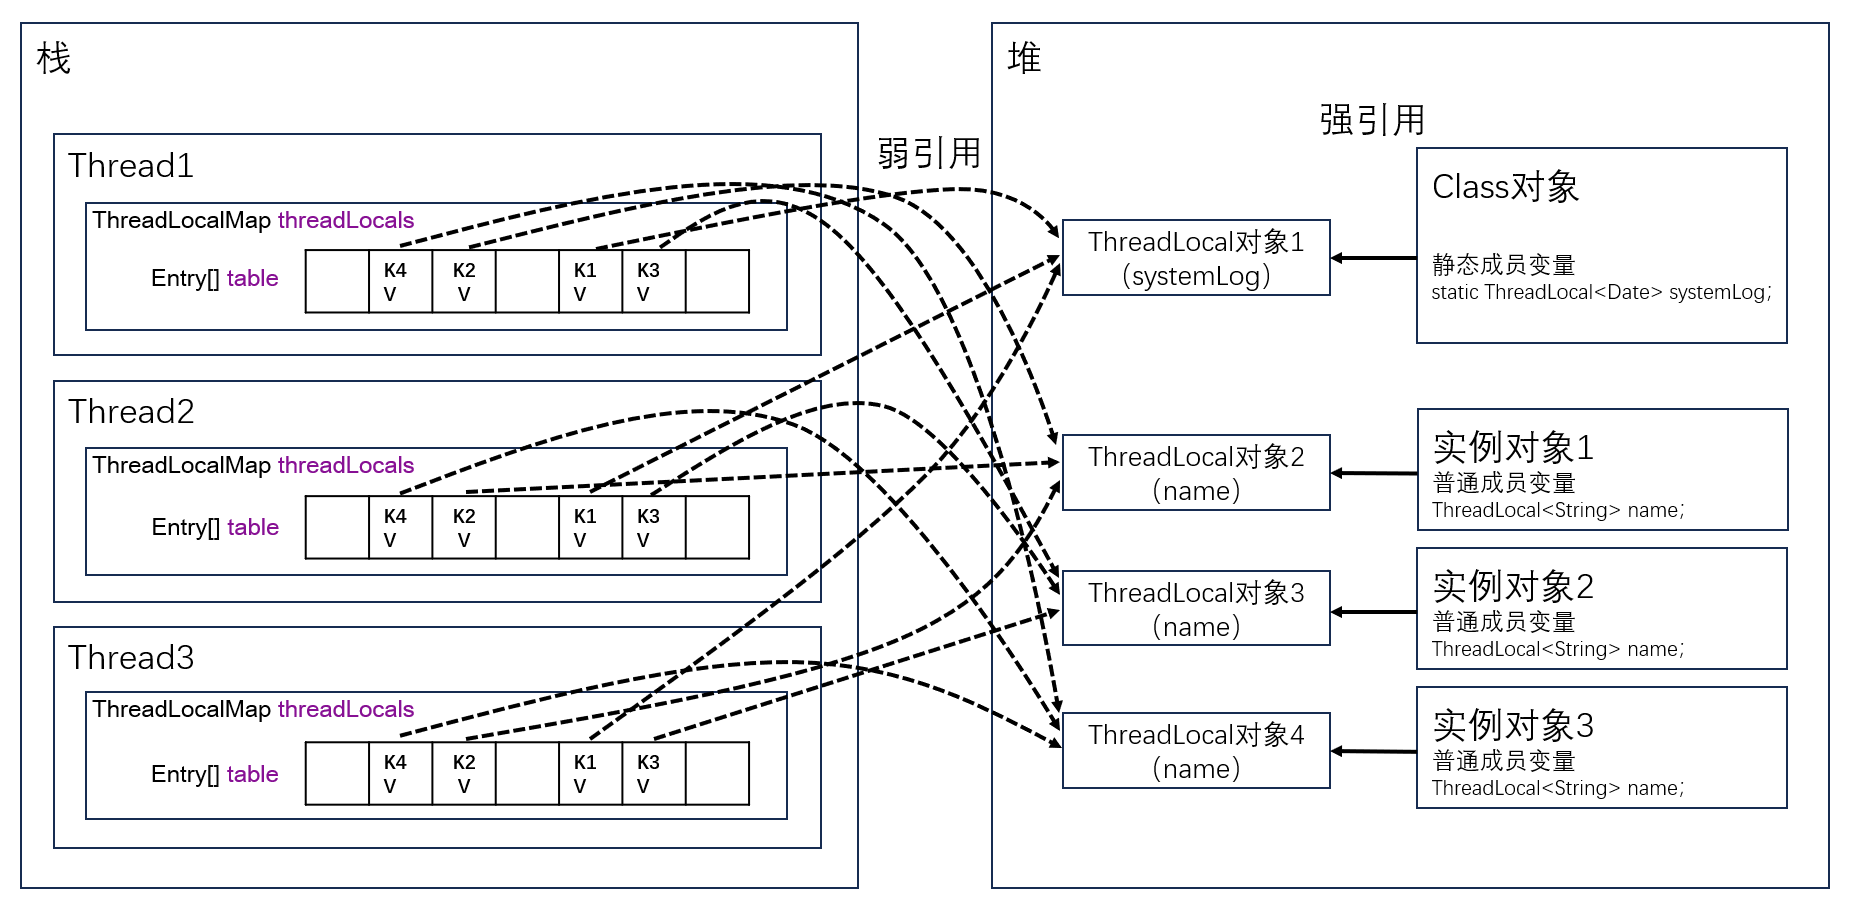 栈
Thread1
ThreadLocalMap threadLocals
Entry[] table
K4 K2 K1 K3
V V V V
Thread2
ThreadLocalMap threadLocals
Entry[] table
K4 K2 K1 K3
V V V V
Thread3
ThreadLocalMap threadLocals
Entry[] table
K4 K2 K1 K3
V V V V
弱引用
堆
强引用
ThreadLocal对象1
（systemLog）
ThreadLocal对象2
（name）
ThreadLocal对象3
（name）
ThreadLocal对象4
（name）
Class对象
静态成员变量
static ThreadLocal<Date> systemLog;
实例对象1
普通成员变量
ThreadLocal<String> name;
实例对象2
普通成员变量
ThreadLocal<String> name;
实例对象3
普通成员变量
ThreadLocal<String> name;